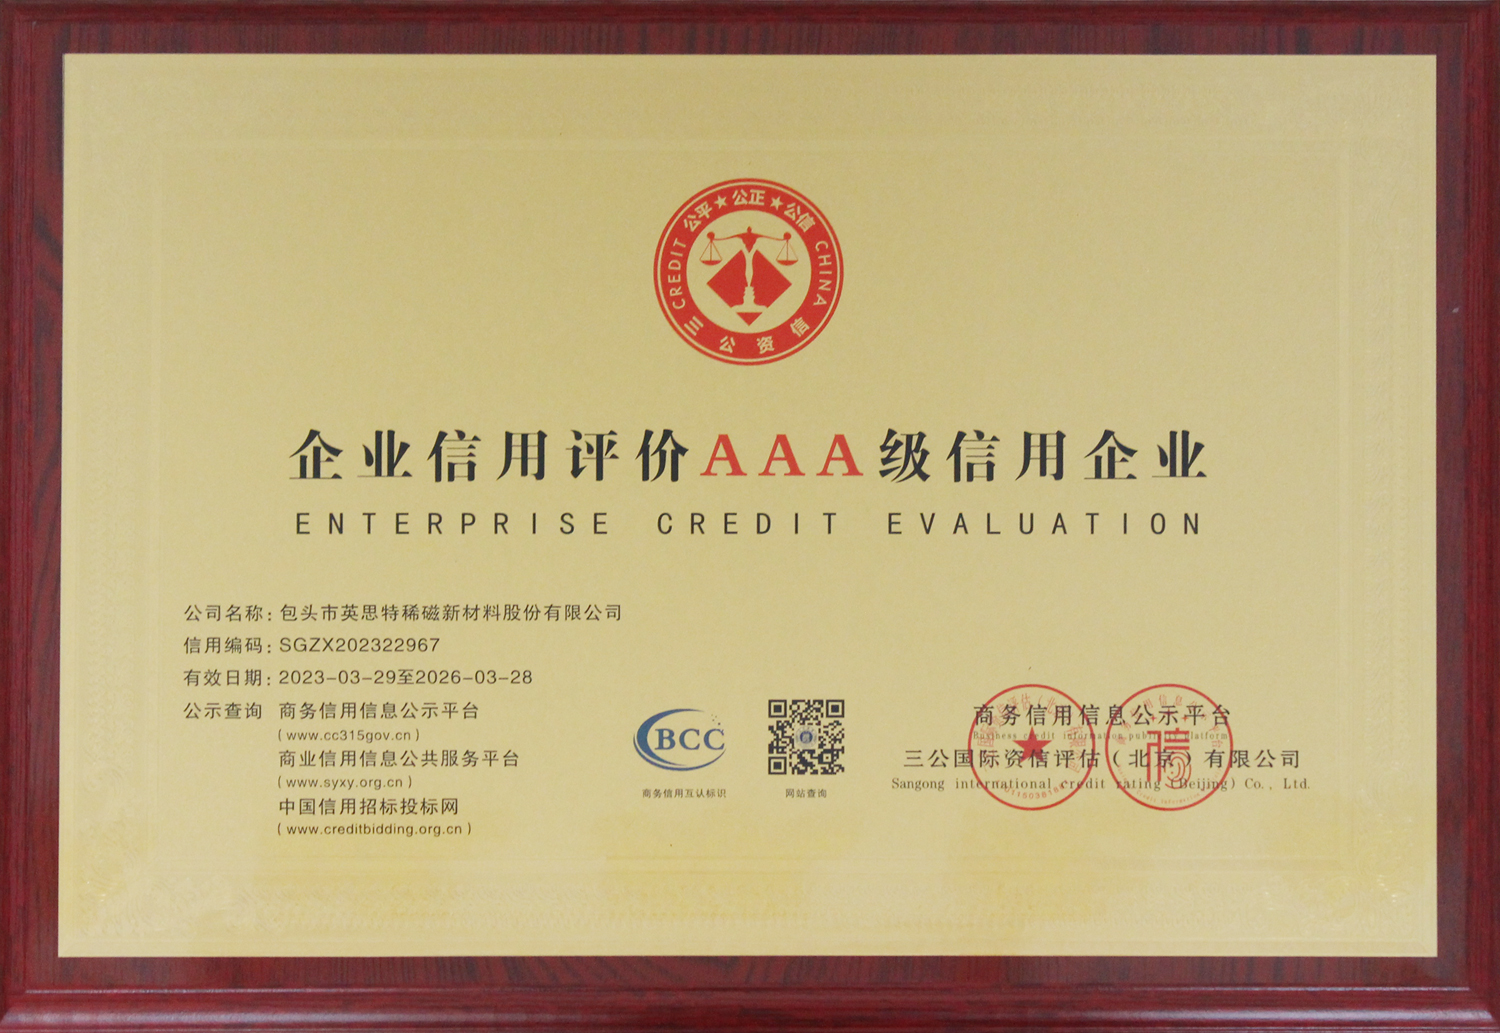 公平★公正★公信
CREDIT CHINA
三公资信
企业信用评价AAA级信用企业
ENTERPRISE CREDIT EVALUATION
公司名称：包头市英思特稀磁新材料股份有限公司
信用编码：SGZX202322967
有效日期：2023-03-29至2026-03-28
公示查询 商务信用信息公示平台
(www.cc315gov.cn)
商业信用信息公共服务平台
(www.syxy.org.cn)
中国信用招标投标网
(www.creditbidding.org.cn)
BCC
商务信用互认标识
网站查询
商务信用信息公示平台
Business credit information publicity platform
三公国际资信评估（北京）有限公司
Sangong international credit rating (Beijing) Co., Ltd.